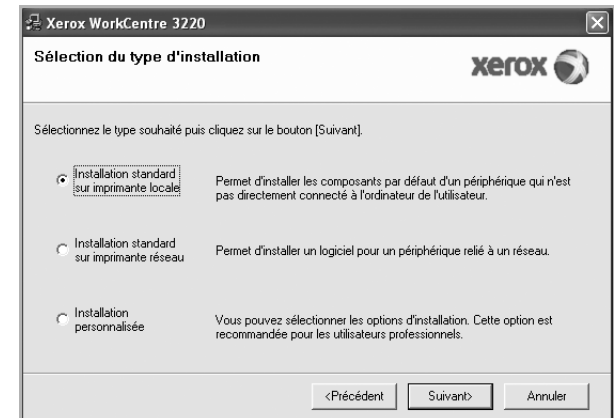 Xerox WorkCentre 3220
Sélection du type d'installation
xerox
Sélectionnez le type souhaité puis cliquez sur le bouton [Suivant].
Installation standard
sur imprimante locale
Permet d'installer les composants par défaut d'un périphérique qui n'est
pas directement connecté à l'ordinateur de l'utilisateur.
Installation standard
sur imprimante réseau
Permet d'installer un logiciel pour un périphérique relié à un réseau.
Installation
personnalisée
Vous pouvez sélectionner les options d'installation. Cette option est
recommandée pour les utilisateurs professionnels.
<Précédent Suivant> Annuler